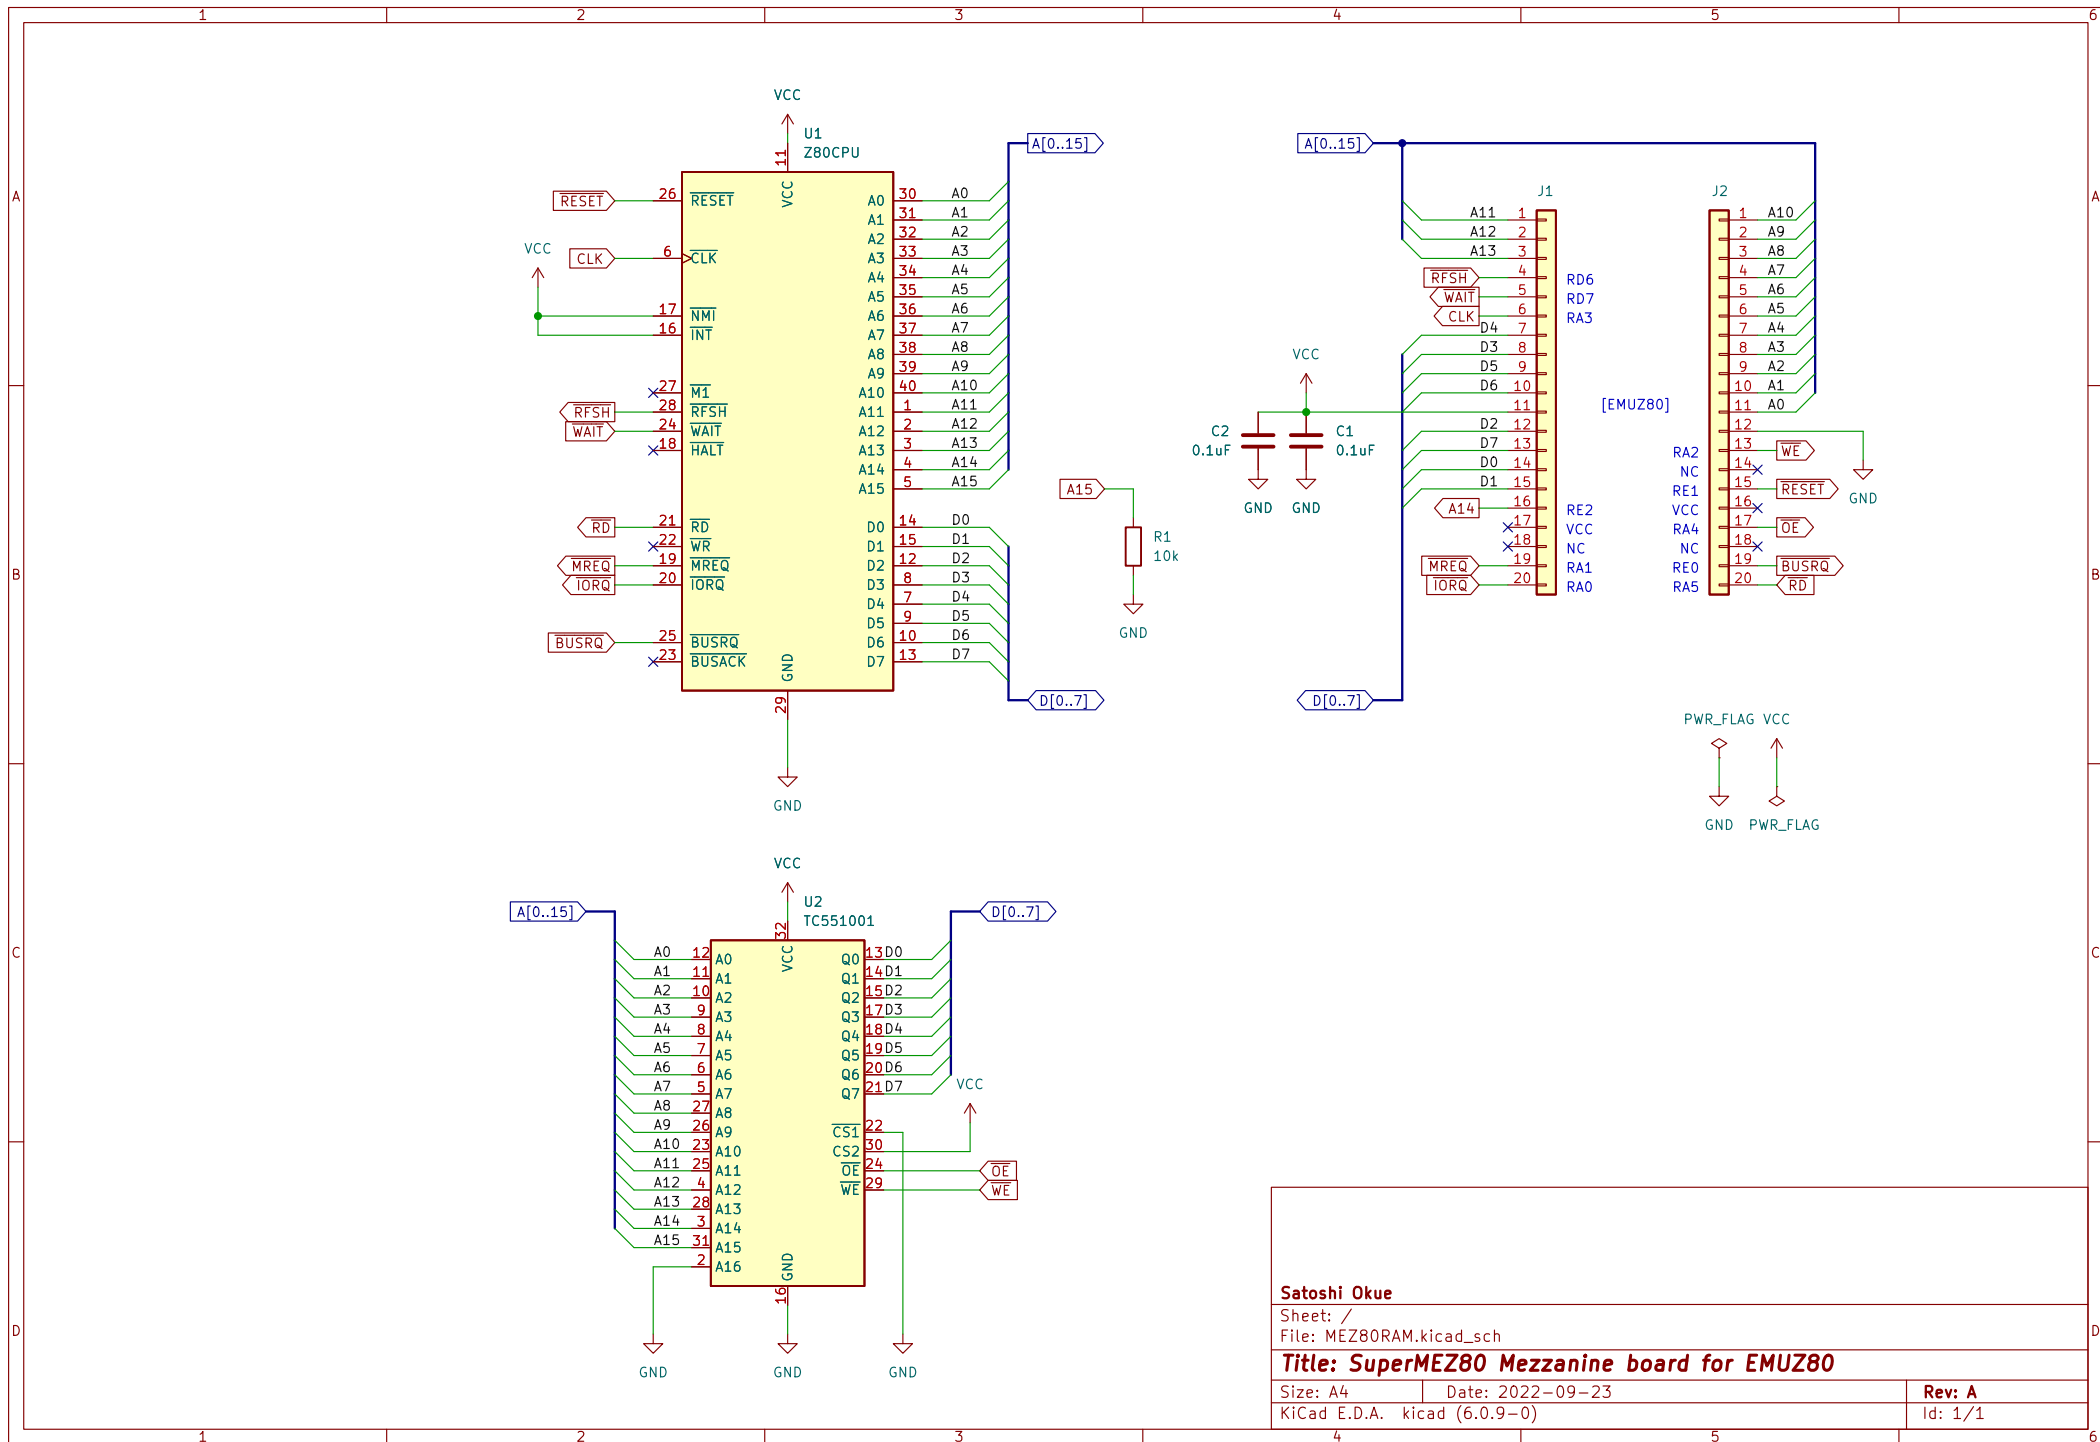 1 2 3 4 5 6
A
B
C
D
VCC
U1
Z80CPU
11
VCC
RESET 26 RESET
VCC
CLK 6 CLK
17 NMI
16 INT
27 M1
RFSH 28 RFSH
WAIT 24 WAIT
18 HALT
RD 21 RD
22 WR
MREQ 19 MREQ
IORQ 20 IORQ
BUSRQ 25 BUSRQ
23 BUSACK
A0 30 A0
A1 31 A1
A2 32 A2
A3 33 A3
A4 34 A4
A5 35 A5
A6 36 A6
A7 37 A7
A8 38 A8
A9 39 A9
A10 40 A10
A11 1 A11
A12 2 A12
A13 3 A13
A14 4 A14
A15 5 A15
D0 14 D0
D1 15 D1
D2 12 D2
D3 8 D3
D4 7 D4
D5 9 D5
D6 10 D6
D7 13 D7
GND
29
GND
A[0..15]
D[0..7]
A15
R1
10k
GND
VCC
C2
0.1uF
C1
0.1uF
GND GND
A[0..15]
D[0..7]
J1
A11 1
A12 2
A13 3
RFSH 4 RD6
WAIT 5 RD7
CLK 6 RA3
D4 7
D3 8
D5 9
D6 10
11
D2 12
D7 13
D0 14
D1 15
A14 16 RE2
17 VCC
18 NC
MREQ 19 RA1
IORQ 20 RA0
[EMUZ80]
J2
1 A10
2 A9
3 A8
4 A7
5 A6
6 A5
7 A4
8 A3
9 A2
10 A1
11 A0
12
RA2 13 WE
NC 14
RE1 15 RESET
VCC 16
RA4 17 OE
NC 18
RE0 19 BUSRQ
RA5 20 RD
GND
PWR_FLAG VCC
GND PWR_FLAG
VCC
U2
TC551001
32
VCC
A[0..15]
D[0..7]
A0 12 A0
A1 11 A1
A2 10 A2
A3 9 A3
A4 8 A4
A5 7 A5
A6 6 A6
A7 5 A7
A8 27 A8
A9 26 A9
A10 23 A10
A11 25 A11
A12 4 A12
A13 28 A13
A14 3 A14
A15 31 A15
2 A16
Q0 13 D0
Q1 14 D1
Q2 15 D2
Q3 17 D3
Q4 18 D4
Q5 19 D5
Q6 20 D6
Q7 21 D7
VCC
CS1 22
CS2 30
OE 24 OE
WE 29 WE
GND
16
GND GND GND
Satoshi Okue
Sheet: /
File: MEZ80RAM.kicad_sch
Title: SuperMEZ80 Mezzanine board for EMUZ80
Size: A4 Date: 2022-09-23 Rev: A
KiCad E.D.A. kicad (6.0.9-0) Id: 1/1
A
B
C
D
1 2 3 4 5 6